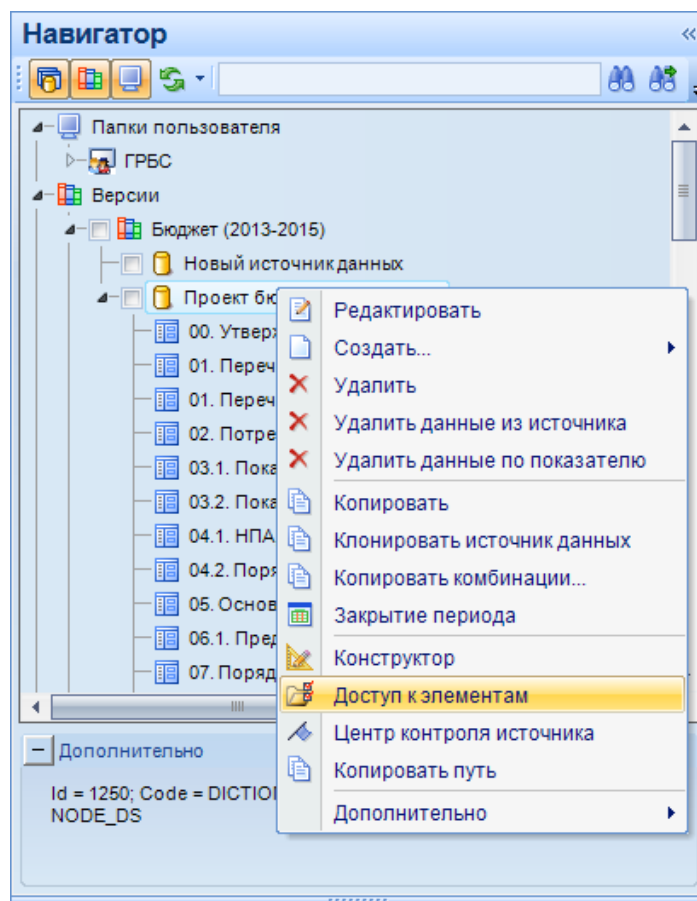 Навигатор
Папки пользователя
ГРБС
Версии
Бюджет (2013-2015)
Новый источник данных
Проект бю
00. Утверж
01. Переч
01. Переч
02. Потре
03.1. Пока
03.2. Пока
04.1. НПА
04.2. Поря
05. Основ
06.1. Пред
07. Поряд
Редактировать
Создать...
Удалить
Удалить данные из источника
Удалить данные по показателю
Копировать
Клонировать источник данных
Копировать комбинации...
Закрытие периода
Конструктор
Доступ к элементам
Центр контроля источника
Копировать путь
Дополнительно
Дополнительно
Id = 1250; Code = DICTIO
NODE_DS